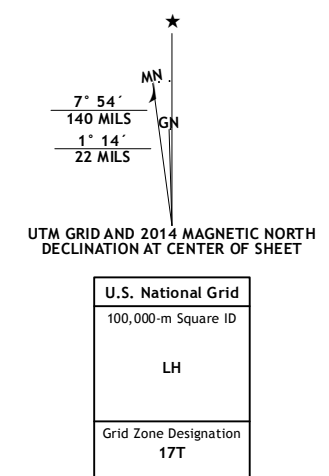 ★
MN
GN
7° 54´
140 MILS
1° 14´
22 MILS
UTM GRID AND 2014 MAGNETIC NORTH
DECLINATION AT CENTER OF SHEET
U.S. National Grid
100,000-m Square ID
LH
Grid Zone Designation
17T